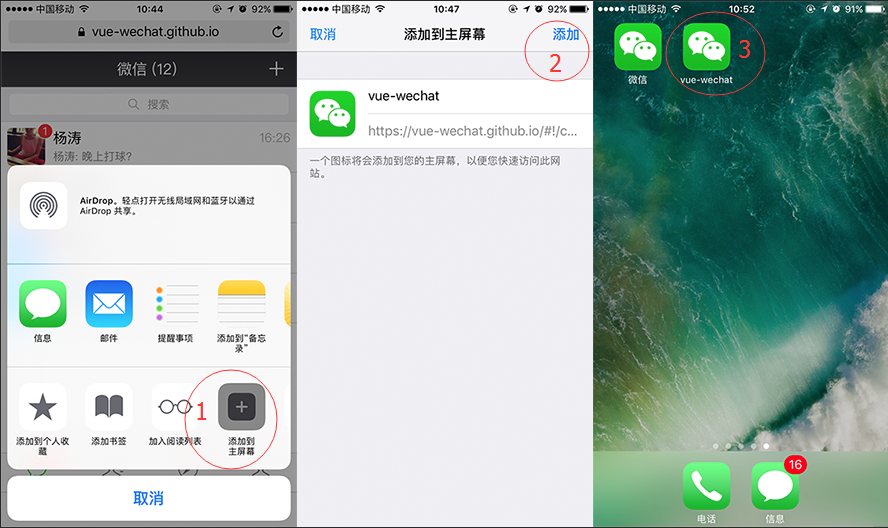 中国移动 10:44 92%
vue-wechat.github.io
微信 (12)
搜索
1
杨涛 16:26
杨涛: 晚上打球?
AirDrop。轻点打开无线局域网和蓝牙以通过
AirDrop 共享。
信息 邮件 提醒事项 添加到“备忘
录”
1
添加到个人收
藏
添加书签 加入阅读列表 添加到
主屏幕
取消
中国移动 10:47 92%
取消 添加到主屏幕 添加
2
vue-wechat
https://vue-wechat.github.io/#!/c...
一个图标将会添加到您的主屏幕，以便您快速访问此网
站。
中国移动 10:52 91%
3
微信 vue-wechat
16
电话 信息